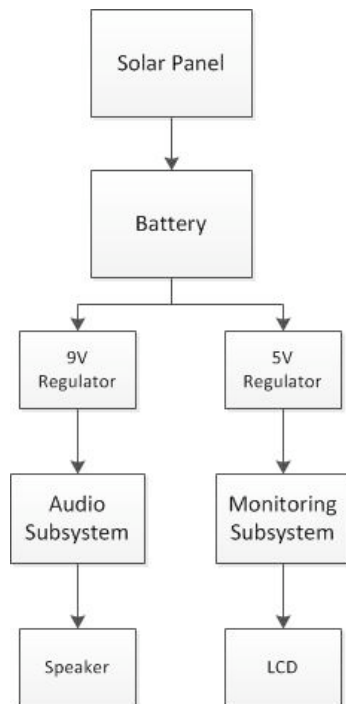 Solar Panel
Battery
9V
Regulator
5V
Regulator
Audio
Subsystem
Monitoring
Subsystem
Speaker
LCD